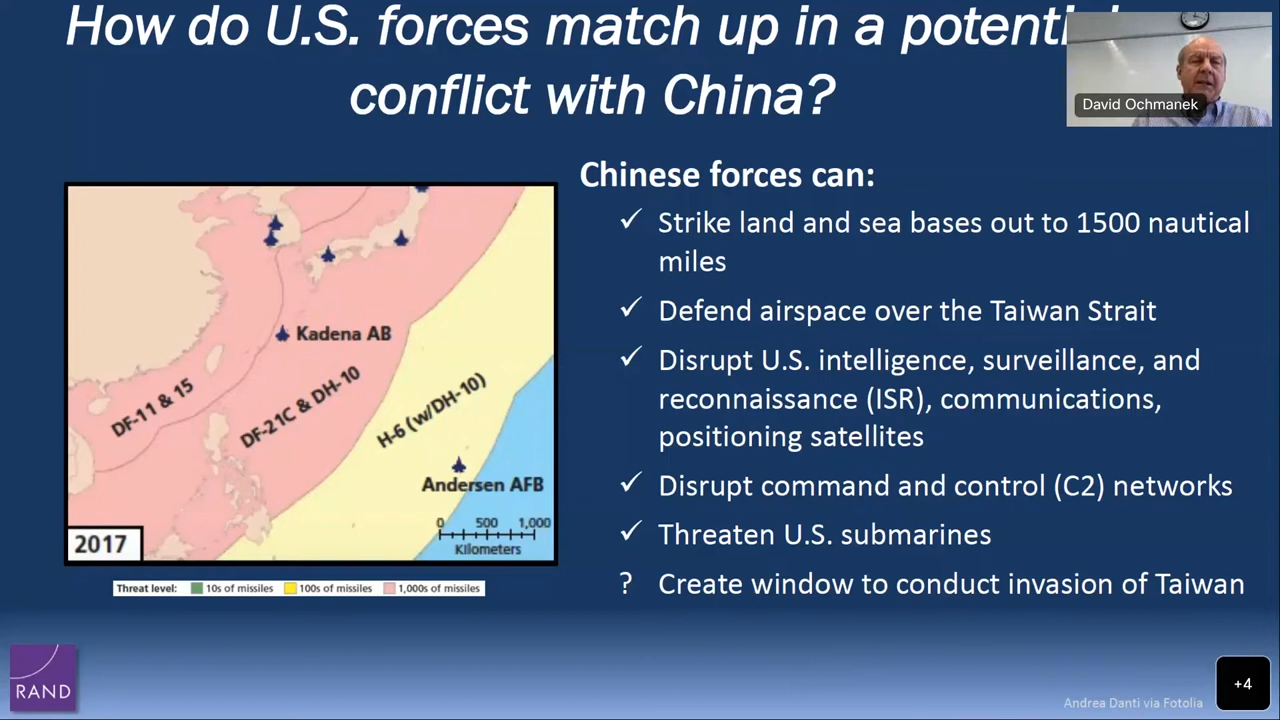 How do U.S. forces match up in a potential
conflict with China?
David Ochmanek
Chinese forces can:
✓ Strike land and sea bases out to 1500 nautical
miles
✓ Defend airspace over the Taiwan Strait
✓ Disrupt U.S. intelligence, surveillance, and
reconnaissance (ISR), communications,
positioning satellites
✓ Disrupt command and control (C2) networks
✓ Threaten U.S. submarines
? Create window to conduct invasion of Taiwan
Kadena AB
DF-11 & 15
DF-21C & DH-10
H-6 (w/DH-10)
Andersen AFB
0 500 1,000
Kilometers
2017
Threat level: 10s of missiles 100s of missiles 1,000s of missiles
RAND
Andrea Danti via Fotolia
+4